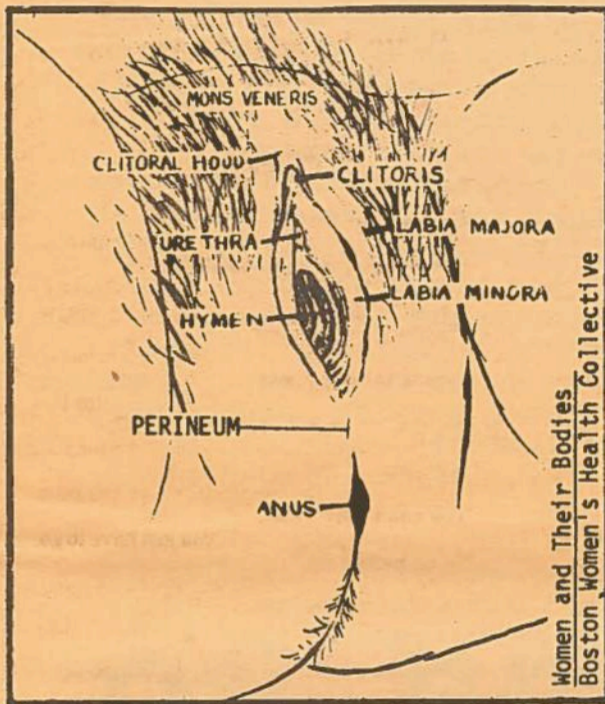 MONS VENERIS
CLITORAL HOOD
CLITORIS
URETHRA
LABIA MAJORA
LABIA MINORA
HYMEN
PERINEUM
ANUS
Women and Their Bodies
Boston Women's Health Collective